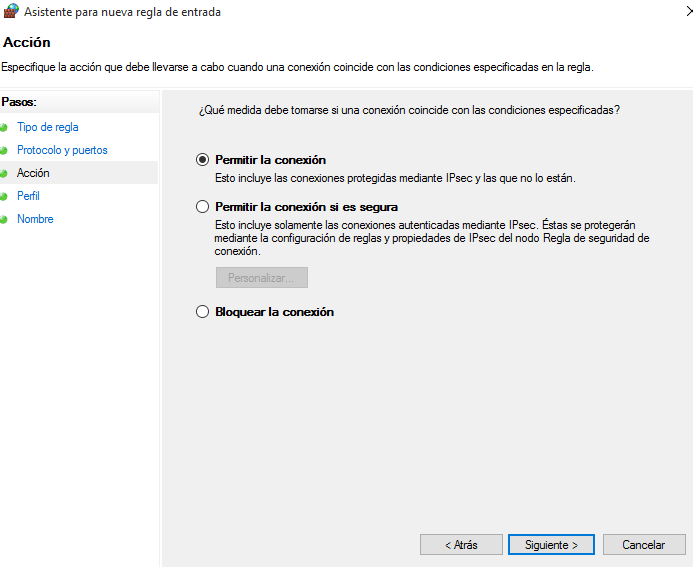 Asistente para nueva regla de entrada
Acción
Especifique la acción que debe llevarse a cabo cuando una conexión coincide con las condiciones especificadas en la regla.
Pasos:
Tipo de regla
Protocolo y puertos
Acción
Perfil
Nombre
¿Qué medida debe tomarse si una conexión coincide con las condiciones especificadas?
Permitir la conexión
Esto incluye las conexiones protegidas mediante IPsec y las que no lo están.
Permitir la conexión si es segura
Esto incluye solamente las conexiones autenticadas mediante IPsec. Éstas se protegerán
mediante la configuración de reglas y propiedades de IPsec del nodo Regla de seguridad de
conexión.
Personalizar...
Bloquear la conexión
< Atrás
Siguiente >
Cancelar